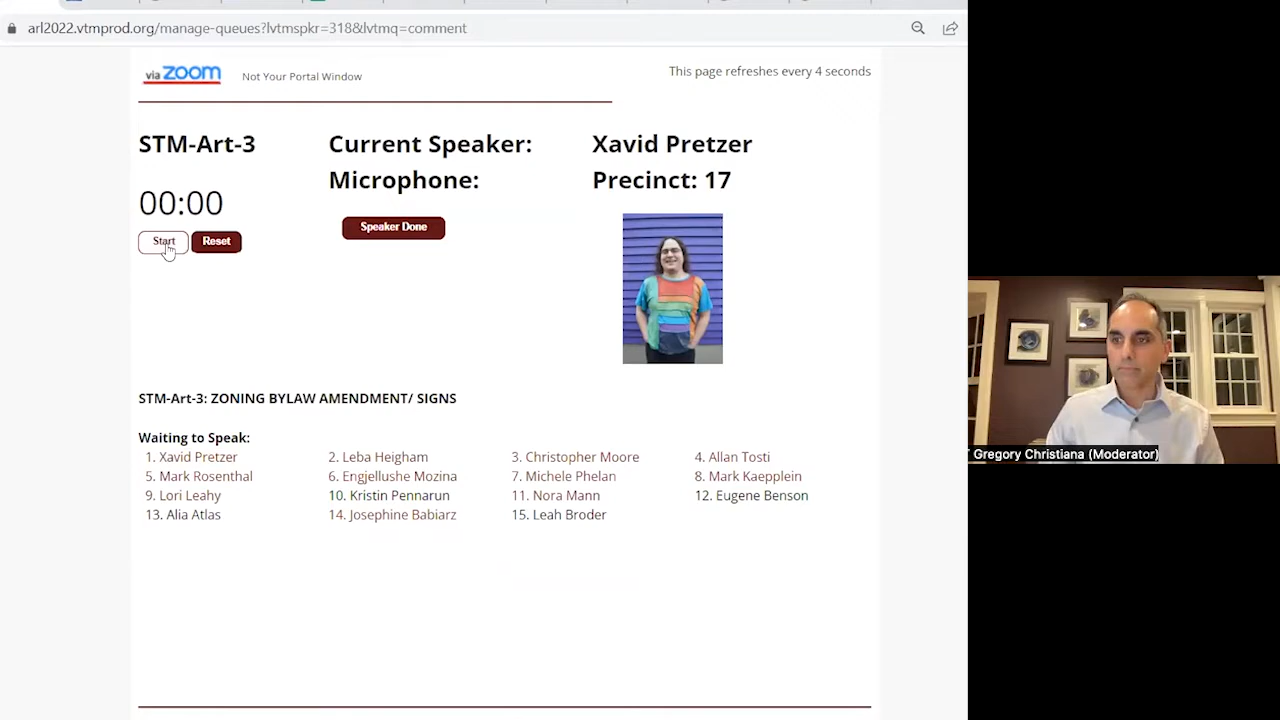 arl2022.vtmprod.org/manage-queues?lvtmspkr=318&lvtmq=comment
via zoom Not Your Portal Window This page refreshes every 4 seconds
STM-Art-3 Current Speaker: Xavid Pretzer
Microphone: Precinct: 17
00:00
Speaker Done
Start Reset
STM-Art-3: ZONING BYLAW AMENDMENT/ SIGNS
Waiting to Speak:
1. Xavid Pretzer 2. Leba Heigham 3. Christopher Moore 4. Allan Tosti
5. Mark Rosenthal 6. Engjellushe Mozina 7. Michele Phelan 8. Mark Kaepplein
9. Lori Leahy 10. Kristin Pennarun 11. Nora Mann 12. Eugene Benson
13. Alia Atlas 14. Josephine Babiarz 15. Leah Broder
Gregory Christiana (Moderator)